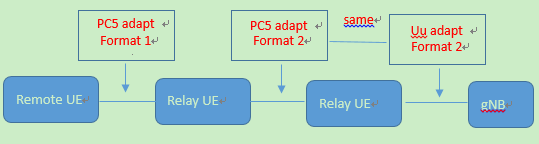 PC5 adapt
Format 1
PC5 adapt
Format 2
same
Uu adapt
Format 2
Remote UE
Relay UE
Relay UE
gNB